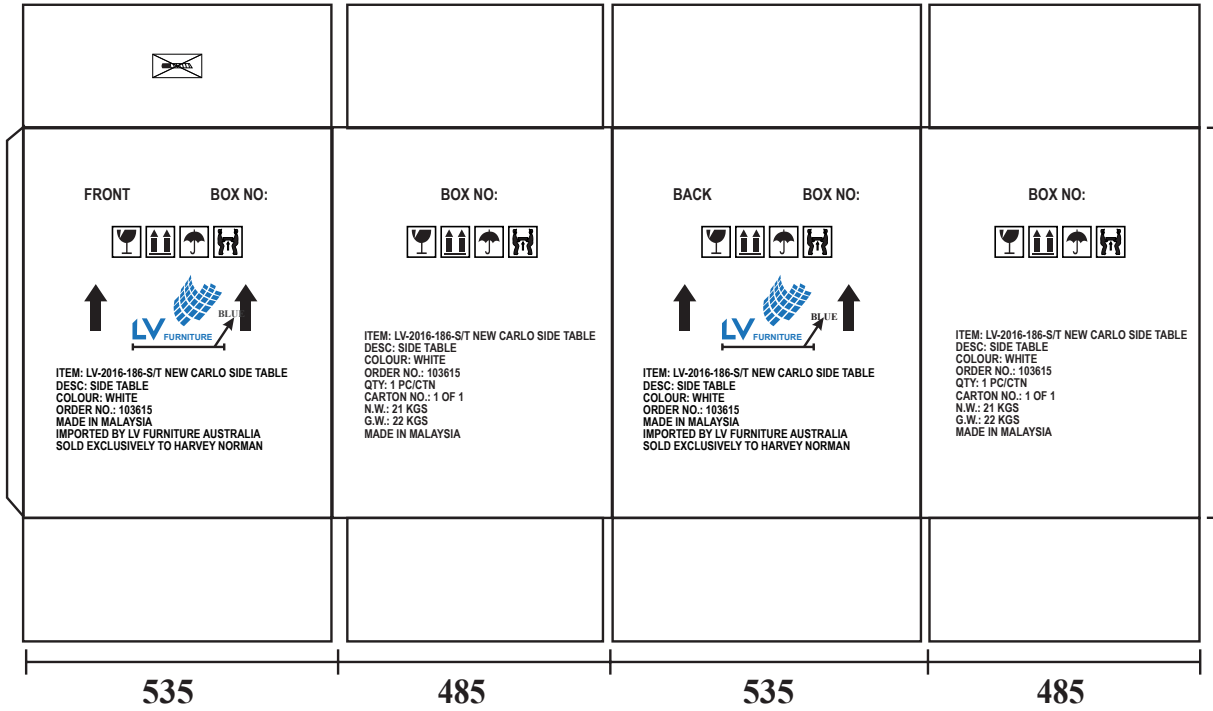 FRONT BOX NO:
LV
FURNITURE
BLUE
ITEM: LV-2016-186-S/T NEW CARLO SIDE TABLE
DESC: SIDE TABLE
COLOUR: WHITE
ORDER NO.: 103615
MADE IN MALAYSIA
IMPORTED BY LV FURNITURE AUSTRALIA
SOLD EXCLUSIVELY TO HARVEY NORMAN
BOX NO:
ITEM: LV-2016-186-S/T NEW CARLO SIDE TABLE
DESC: SIDE TABLE
COLOUR: WHITE
ORDER NO.: 103615
QTY: 1 PC/CTN
CARTON NO.: 1 OF 1
N.W.: 21 KGS
G.W.: 22 KGS
MADE IN MALAYSIA
BACK BOX NO:
LV
FURNITURE
BLUE
ITEM: LV-2016-186-S/T NEW CARLO SIDE TABLE
DESC: SIDE TABLE
COLOUR: WHITE
ORDER NO.: 103615
MADE IN MALAYSIA
IMPORTED BY LV FURNITURE AUSTRALIA
SOLD EXCLUSIVELY TO HARVEY NORMAN
BOX NO:
ITEM: LV-2016-186-S/T NEW CARLO SIDE TABLE
DESC: SIDE TABLE
COLOUR: WHITE
ORDER NO.: 103615
QTY: 1 PC/CTN
CARTON NO.: 1 OF 1
N.W.: 21 KGS
G.W.: 22 KGS
MADE IN MALAYSIA
535 485 535 485